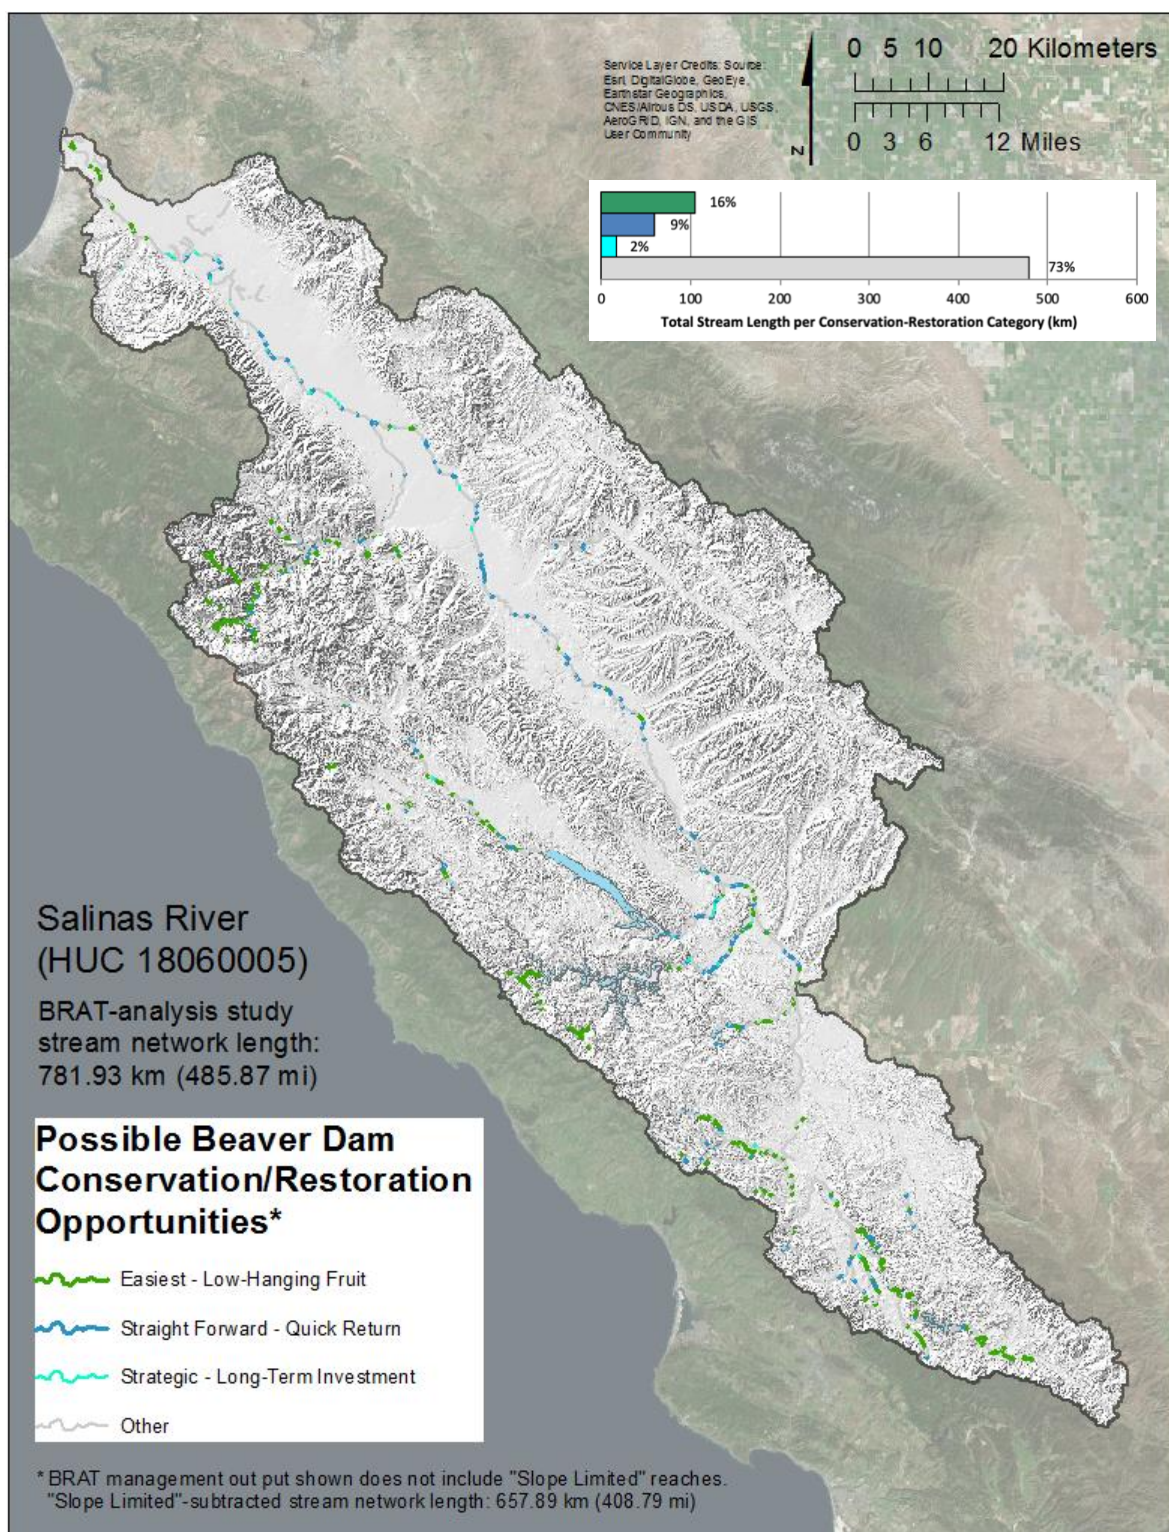 Service Layer Credits: Source:
Esri, DigitalGlobe, GeoEye,
Earthstar Geographics,
CNES/Airbus DS, USDA, USGS,
AeroGRID, IGN, and the GIS
User Community
N
0 5 10 20 Kilometers
0 3 6 12 Miles
16%
9%
2%
73%
0 100 200 300 400 500 600
Total Stream Length per Conservation-Restoration Category (km)
Salinas River
(HUC 18060005)
BRAT-analysis study
stream network length:
781.93 km (485.87 mi)
Possible Beaver Dam
Conservation/Restoration
Opportunities*
Easiest - Low-Hanging Fruit
Straight Forward - Quick Return
Strategic - Long-Term Investment
Other
* BRAT management out put shown does not include "Slope Limited" reaches.
"Slope Limited"-subtracted stream network length: 657.89 km (408.79 mi)